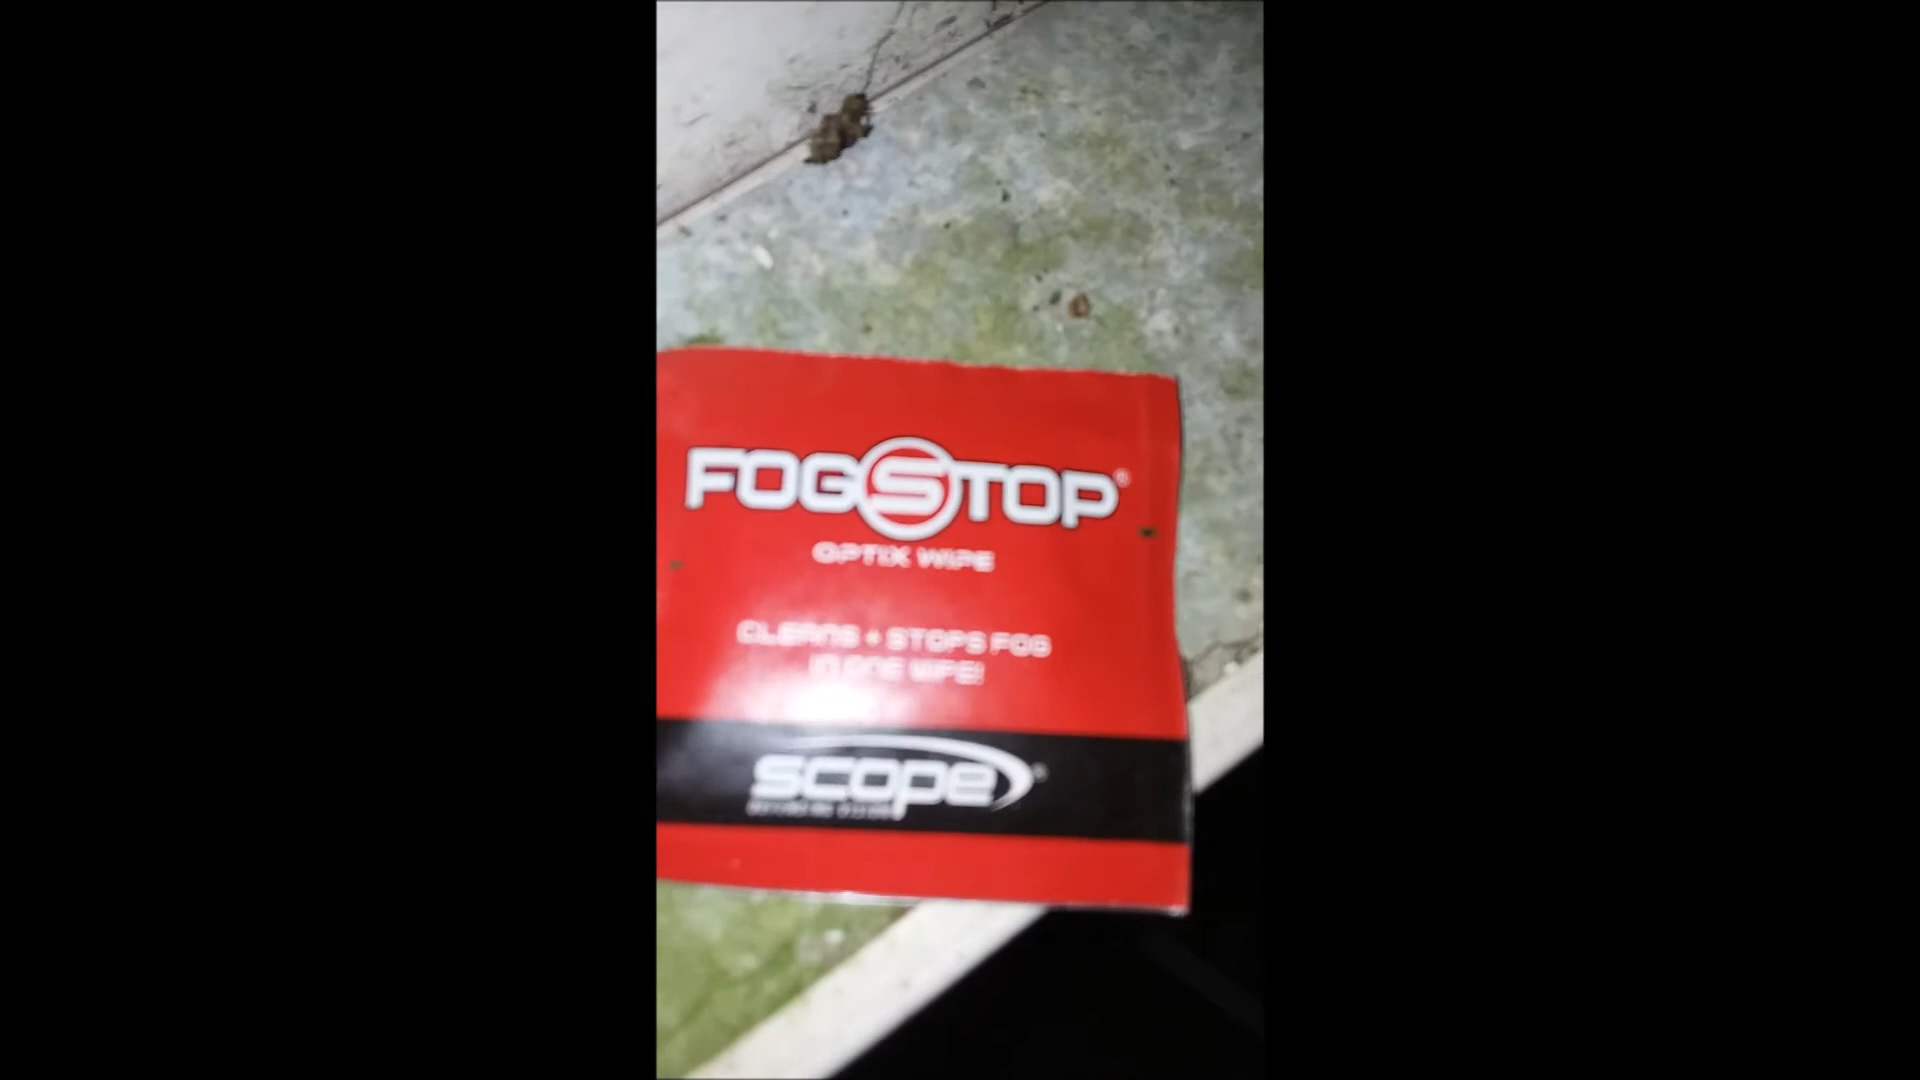 FOGSTOP®
OPTIX WIPE
CLEANS + STOPS FOG
IN ONE WIPE!
scope